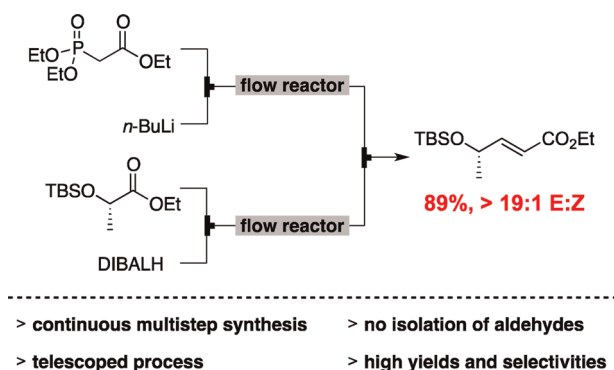 O O
EtO P OEt
EtO
n-BuLi
flow reactor
O
TBSO OEt
DIBALH
flow reactor
TBSO CO2Et
89%, > 19:1 E:Z
> continuous multistep synthesis > no isolation of aldehydes
> telescoped process > high yields and selectivities